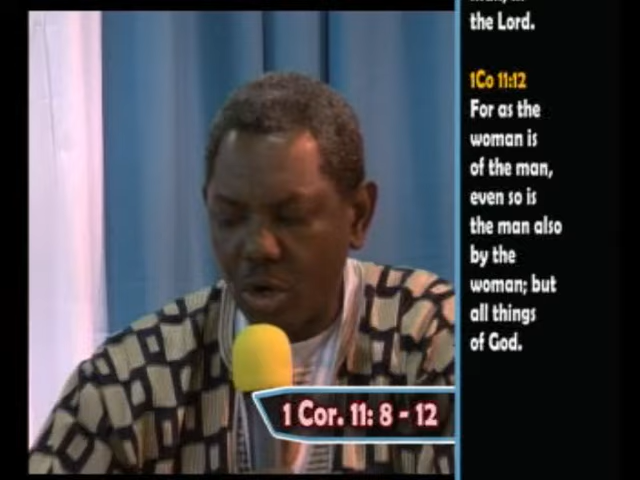 the Lord.
1Co 11:12
For as the
woman is
of the man,
even so is
the man also
by the
woman; but
all things
of God.
1 Cor. 11: 8 - 12